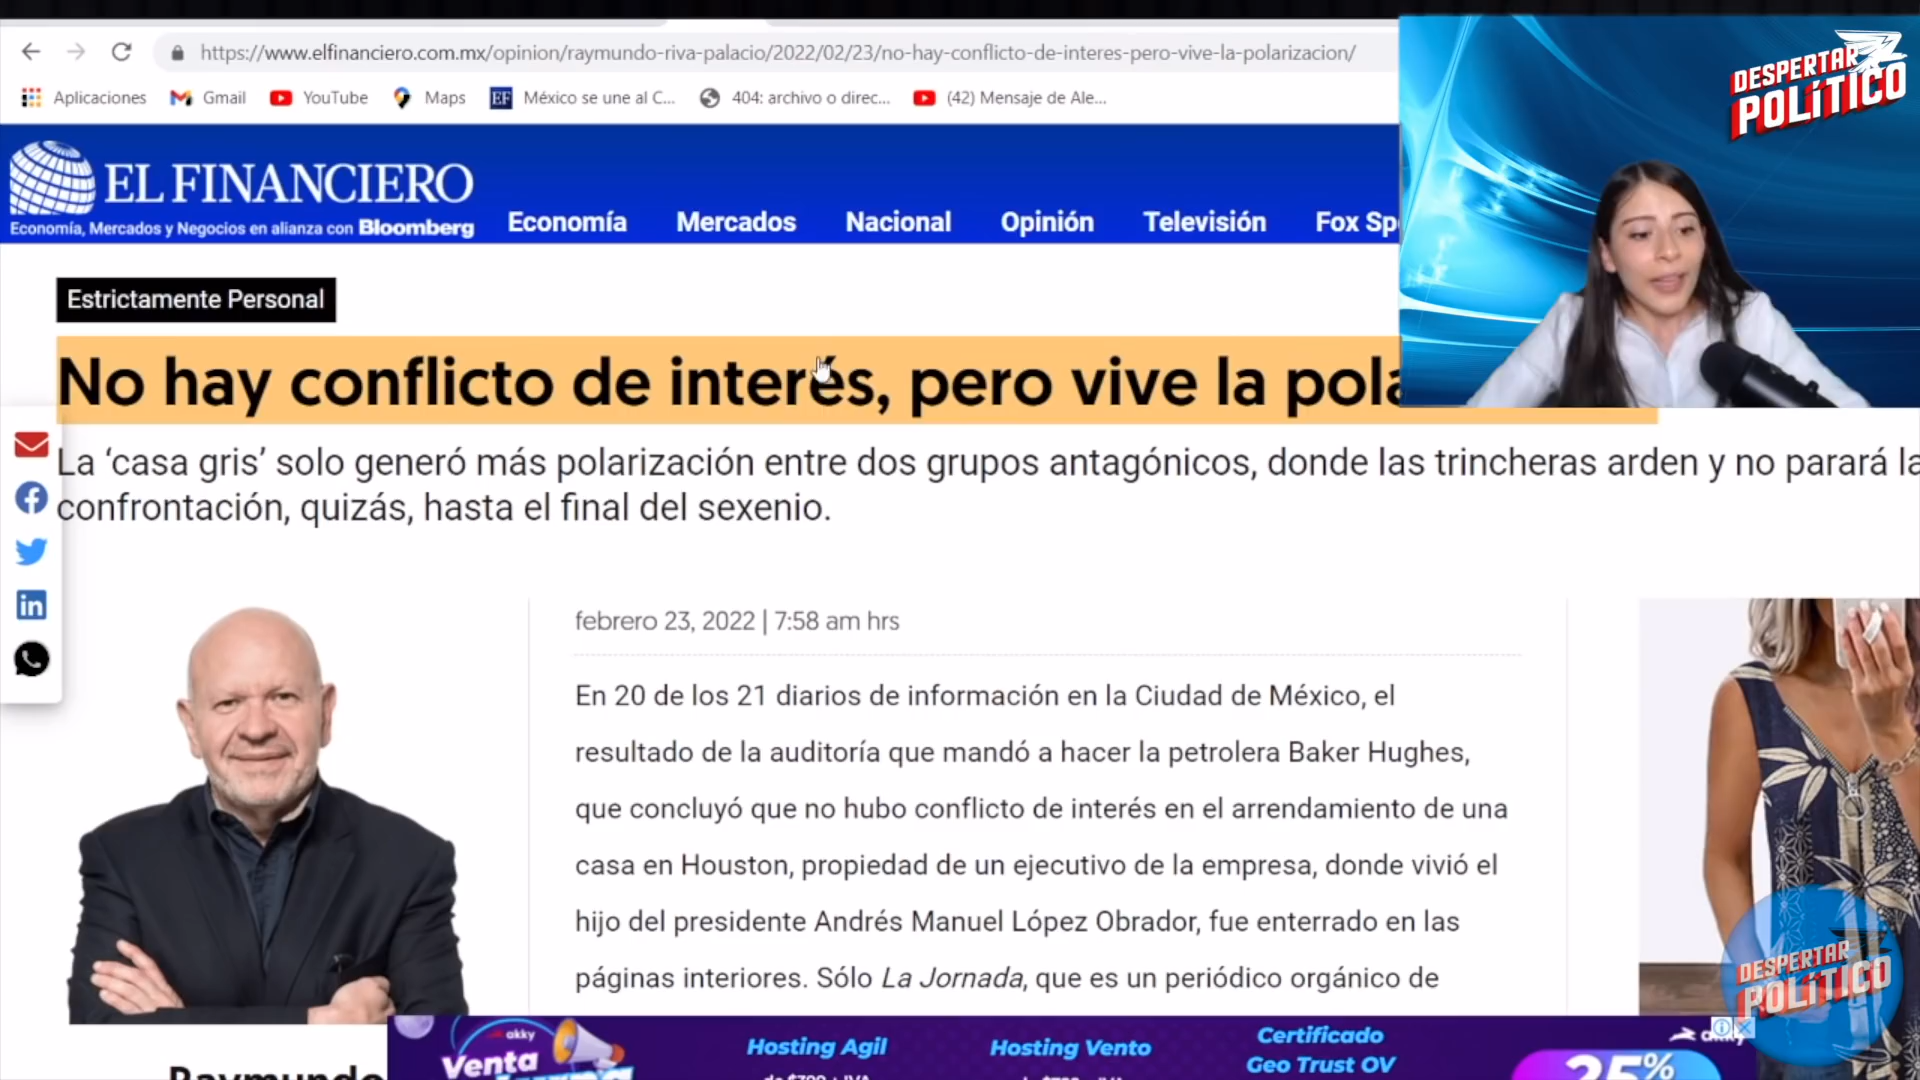 https://www.elfinanciero.com.mx/opinion/raymundo-riva-palacio/2022/02/23/no-hay-conflicto-de-interes-pero-vive-la-polarizacion/
Aplicaciones Gmail YouTube Maps EF México se une al C... 404: archivo o direc... (42) Mensaje de Ale...
DESPERTAR
POLÍTICO
EL FINANCIERO
Economía, Mercados y Negocios en alianza con Bloomberg
Economía Mercados Nacional Opinión Televisión Fox Sp
Estrictamente Personal
No hay conflicto de interés, pero vive la pola
La ‘casa gris’ solo generó más polarización entre dos grupos antagónicos, donde las trincheras arden y no parará la
confrontación, quizás, hasta el final del sexenio.
febrero 23, 2022 | 7:58 am hrs
En 20 de los 21 diarios de información en la Ciudad de México, el
resultado de la auditoría que mandó a hacer la petrolera Baker Hughes,
que concluyó que no hubo conflicto de interés en el arrendamiento de una
casa en Houston, propiedad de un ejecutivo de la empresa, donde vivió el
hijo del presidente Andrés Manuel López Obrador, fue enterrado en las
páginas interiores. Sólo La Jornada, que es un periódico orgánico de
DESPERTAR
POLÍTICO
Raymundo
akky
Venta
Hosting Agil
Hosting Vento
Certificado
Geo Trust OV
25%